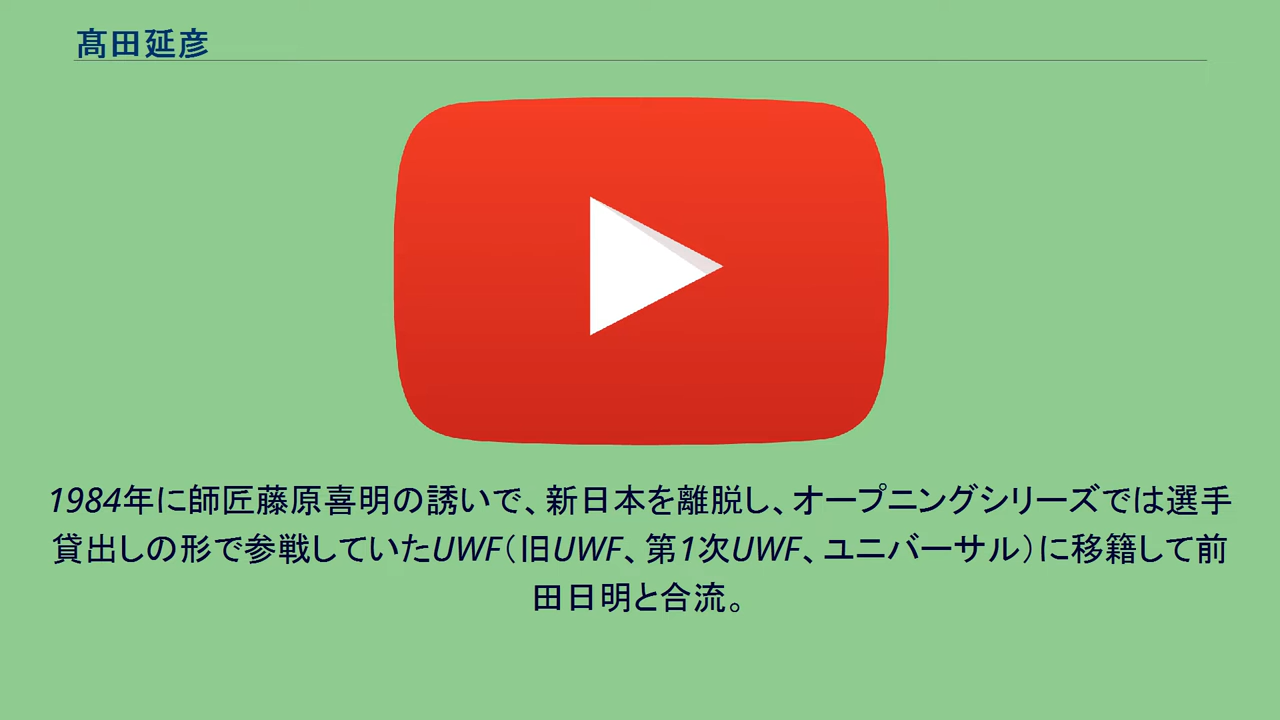 髙田延彦
1984年に師匠藤原喜明の誘いで、新日本を離脱し、オープニングシリーズでは選手
貸出しの形で参戦していたUWF（旧UWF、第1次UWF、ユニバーサル）に移籍して前
田日明と合流。